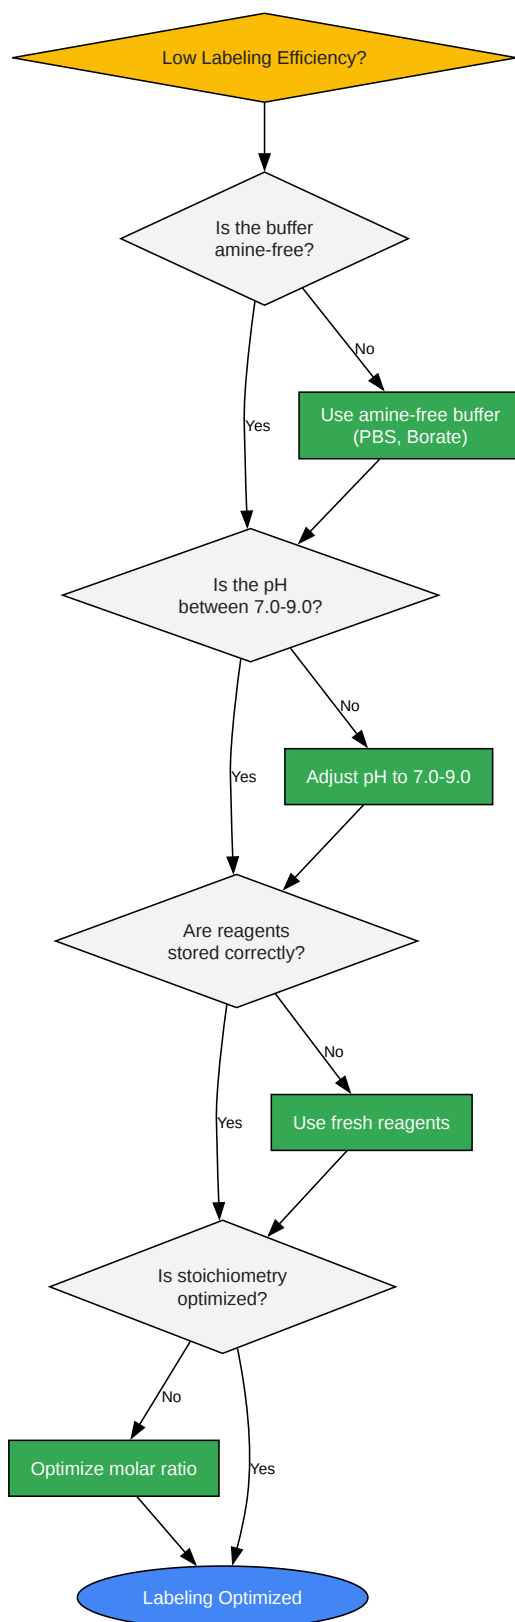 Low Labeling Efficiency?
Is the buffer
amine-free?
No
Use amine-free buffer
(PBS, Borate)
Yes
Is the pH
between 7.0-9.0?
No
Adjust pH to 7.0-9.0
Yes
Are reagents
stored correctly?
No
Use fresh reagents
Yes
Is stoichiometry
optimized?
No
Optimize molar ratio
Yes
Labeling Optimized